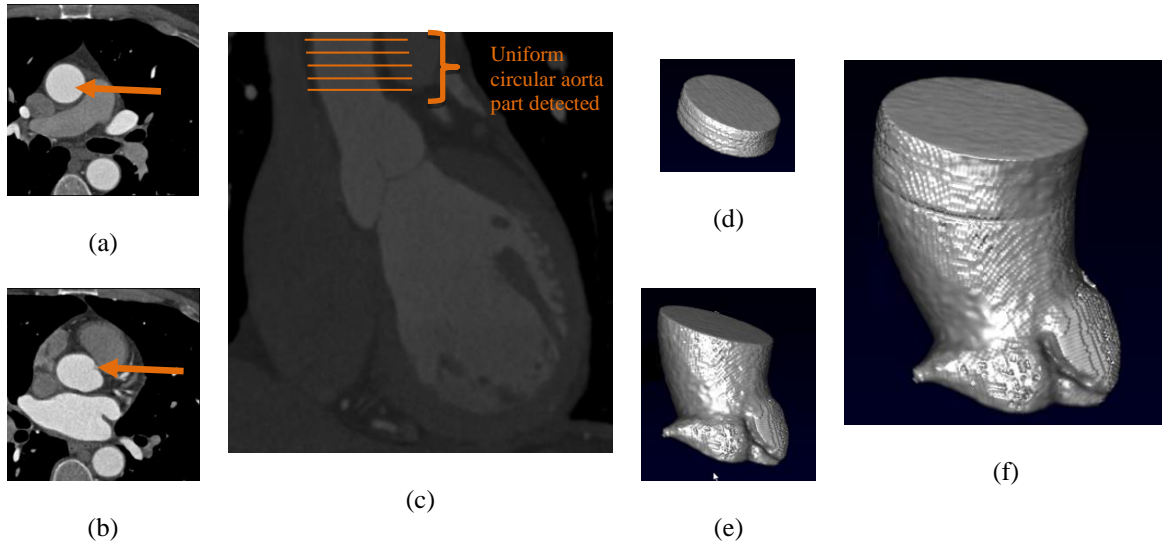 Uniform
circular aorta
part detected
(a)
(b)
(c)
(d)
(e)
(f)